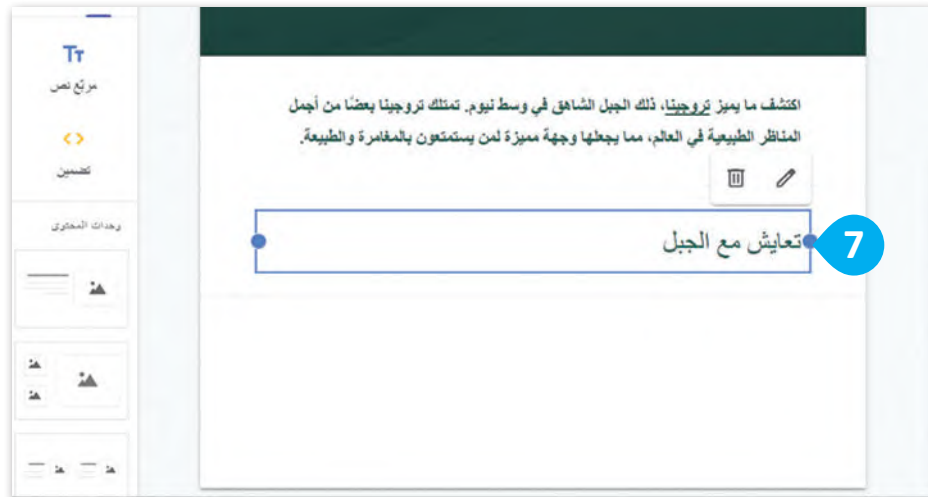 Tт
مربع نص
<>
تضمين
وحدات المحتوى
اكتشف ما يميز تروجينا، ذلك الجبل الشاهق في وسط نيوم. تمتلك تروجينا بعضًا من أجمل
المناظر الطبيعية في العالم، مما يجعلها وجهة مميزة لمن يستمتعون بالمغامرة والطبيعة.
تعايش مع الجبل
7